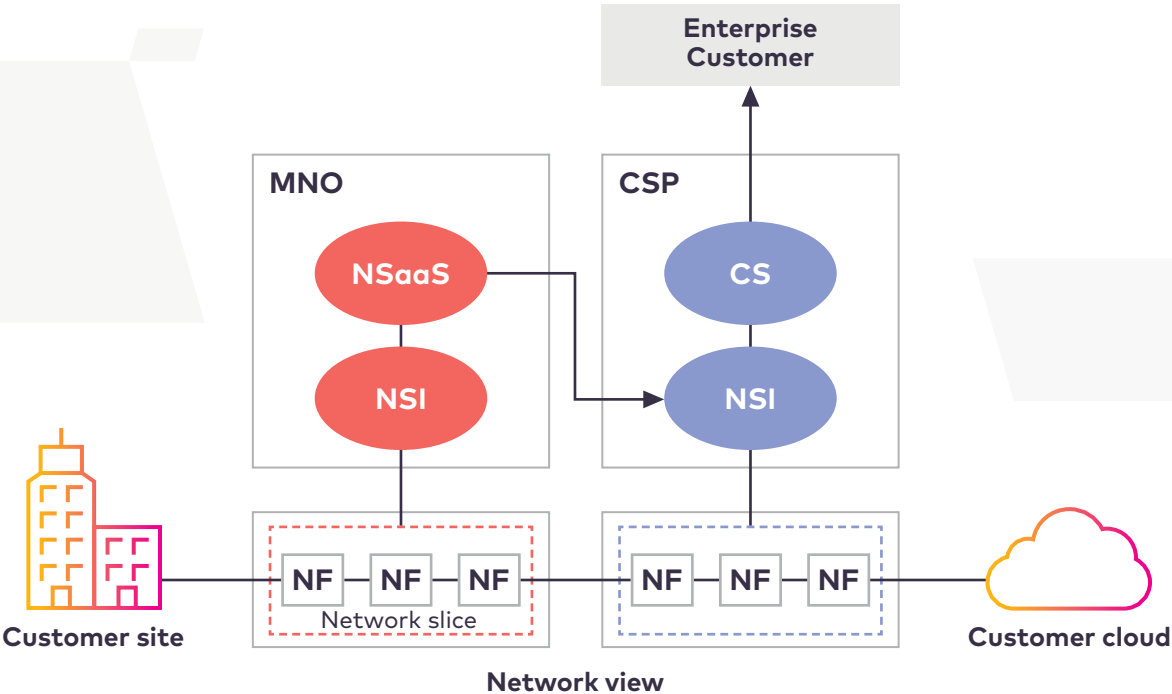 Enterprise
Customer
MNO
CSP
NSaaS
CS
NSI
NSI
NF
NF
NF
NF
NF
NF
Network slice
Customer site
Customer cloud
Network view